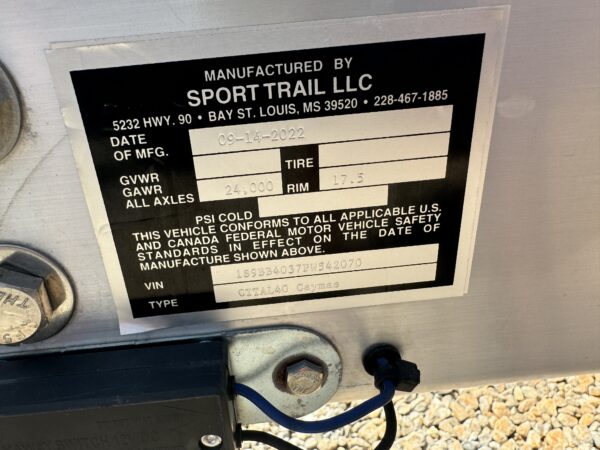 MANUFACTURED BY
SPORT TRAIL LLC
5232 HWY. 90 • BAY ST. LOUIS, MS 39520 • 228-467-1885
DATE OF MFG. 09-14-2022
GVWR TIRE
GAWR ALL AXLES 24,000 RIM 17.5
PSI COLD
THIS VEHICLE CONFORMS TO ALL APPLICABLE U.S.
AND CANADA FEDERAL MOTOR VEHICLE SAFETY
STANDARDS IN EFFECT ON THE DATE OF
MANUFACTURE SHOWN ABOVE.
VIN 1S9BB4037PW542070
TYPE CTTAL40 Caymas